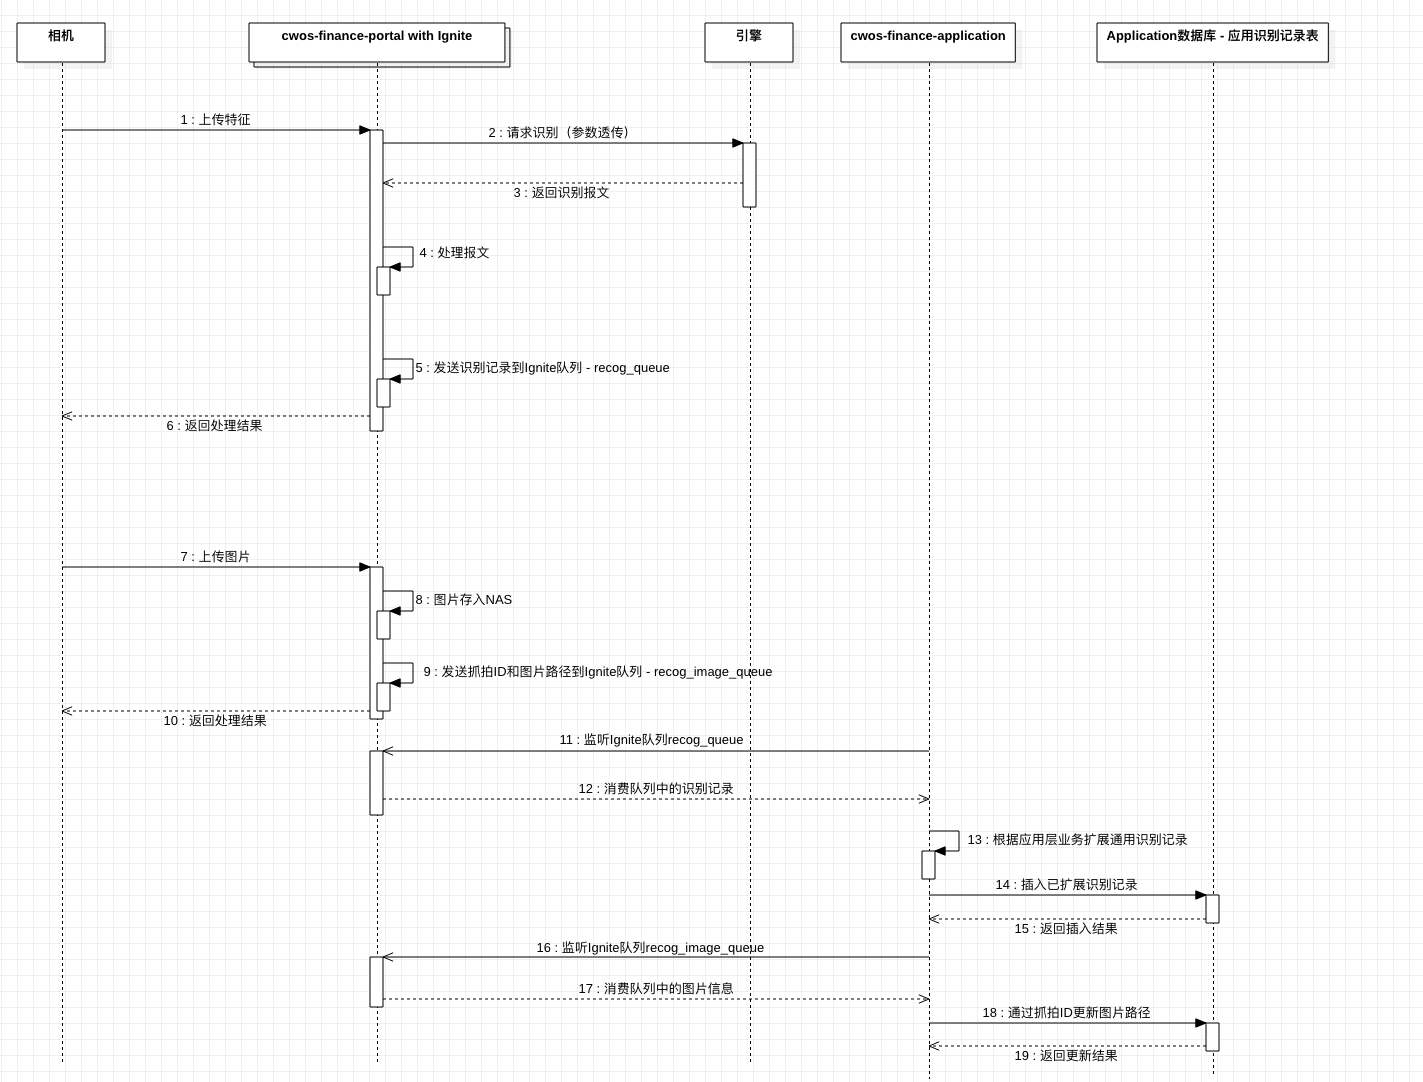 相机
cwos-finance-portal with Ignite
引擎
cwos-finance-application
Application数据库 - 应用识别记录表
1 : 上传特征
2 : 请求识别（参数透传）
3 : 返回识别报文
4 : 处理报文
5 : 发送识别记录到Ignite队列 - recog_queue
6 : 返回处理结果
7 : 上传图片
8 : 图片存入NAS
9 : 发送抓拍ID和图片路径到Ignite队列 - recog_image_queue
10 : 返回处理结果
11 : 监听Ignite队列recog_queue
12 : 消费队列中的识别记录
13 : 根据应用层业务扩展通用识别记录
14 : 插入已扩展识别记录
15 : 返回插入结果
16 : 监听Ignite队列recog_image_queue
17 : 消费队列中的图片信息
18 : 通过抓拍ID更新图片路径
19 : 返回更新结果